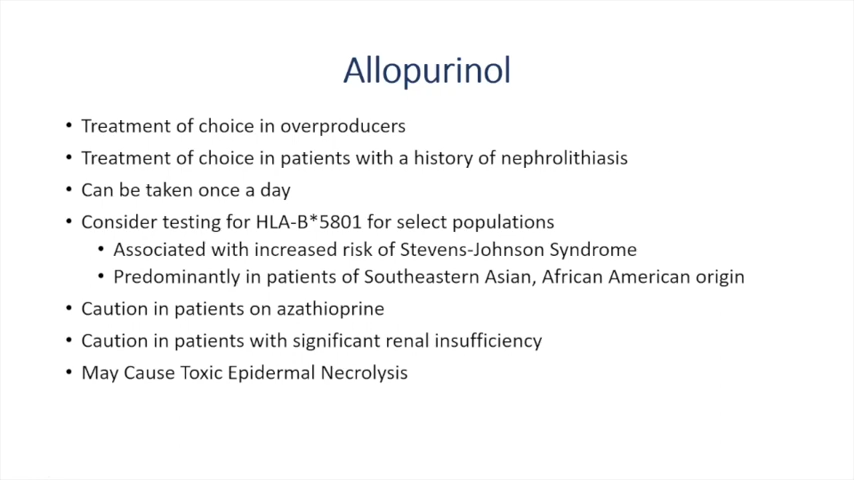 Allopurinol
• Treatment of choice in overproducers
• Treatment of choice in patients with a history of nephrolithiasis
• Can be taken once a day
• Consider testing for HLA-B*5801 for select populations
• Associated with increased risk of Stevens-Johnson Syndrome
• Predominantly in patients of Southeastern Asian, African American origin
• Caution in patients on azathioprine
• Caution in patients with significant renal insufficiency
• May Cause Toxic Epidermal Necrolysis